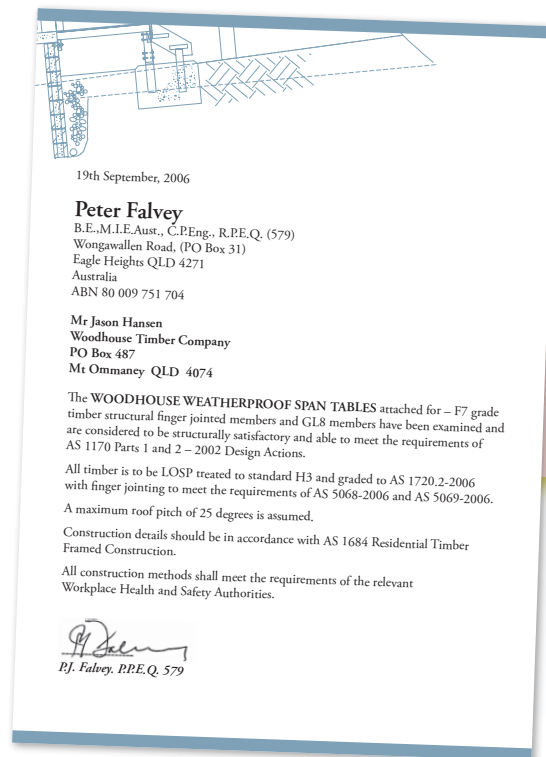 19th September, 2006
Peter Falvey
B.E.,M.I.E.Aust., C.P.Eng., R.P.E.Q. (579)
Wongawallen Road, (PO Box 31)
Eagle Heights QLD 4271
Australia
ABN 80 009 751 704
Mr Jason Hansen
Woodhouse Timber Company
PO Box 487
Mt Ommaney QLD 4074
The WOODHOUSE WEATHERPROOF SPAN TABLES attached for – F7 grade
timber structural finger jointed members and GL8 members have been examined and
are considered to be structurally satisfactory and able to meet the requirements of
AS 1170 Parts 1 and 2 – 2002 Design Actions.
All timber is to be LOSP treated to standard H3 and graded to AS 1720.2-2006
with finger jointing to meet the requirements of AS 5068-2006 and AS 5069-2006.
A maximum roof pitch of 25 degrees is assumed.
Construction details should be in accordance with AS 1684 Residential Timber
Framed Construction.
All construction methods shall meet the requirements of the relevant
Workplace Health and Safety Authorities.
P.J. Falvey. P.P.E.Q. 579